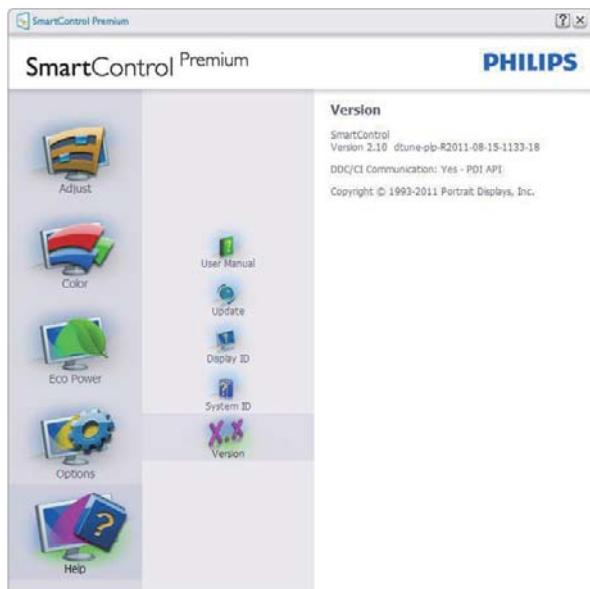 SmartControl Premium
? X
SmartControl Premium
PHILIPS
Adjust
Color
Eco Power
Options
Help
User Manual
Update
Display ID
System ID
X.X
Version
Version
SmartControl
Version 2.10 dtune-plp-R2011-08-15-1133-18
DDC/CI Communication: Yes - PDI API
Copyright © 1993-2011 Portrait Displays, Inc.